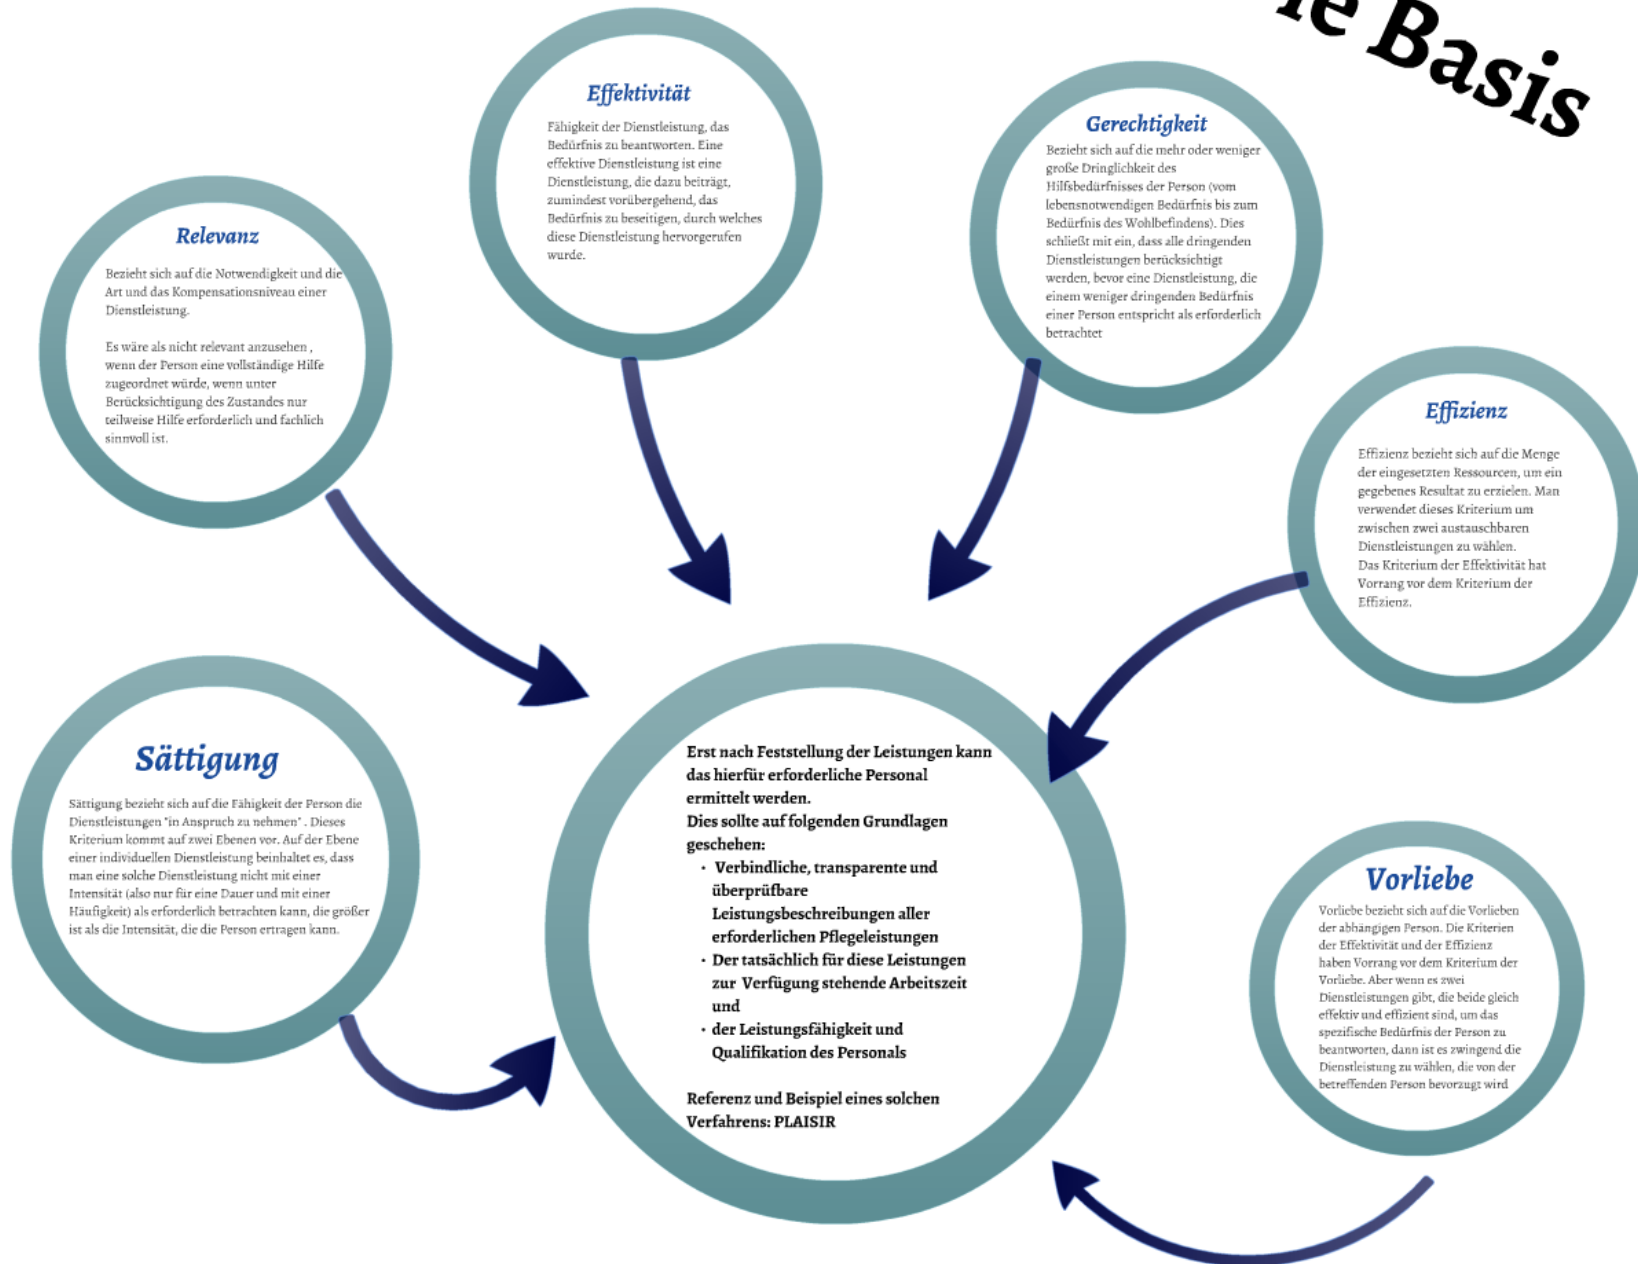 ie Basis
Effektivität
Fähigkeit der Dienstleistung, das
Bedürfnis zu beantworten. Eine
effektive Dienstleistung ist eine
Dienstleistung, die dazu beiträgt,
zumindest vorübergehend, das
Bedürfnis zu beseitigen, durch welches
diese Dienstleistung hervorgerufen
wurde.
Gerechtigkeit
Bezieht sich auf die mehr oder weniger
große Dringlichkeit des
Hilfsbedürfnisses der Person (vom
lebensnotwendigen Bedürfnis bis zum
Bedürfnis des Wohlbefindens). Dies
schließt mit ein, dass alle dringenden
Dienstleistungen berücksichtigt
werden, bevor eine Dienstleistung, die
einem weniger dringenden Bedürfnis
einer Person entspricht als erforderlich
betrachtet
Relevanz
Bezieht sich auf die Notwendigkeit und die
Art und das Kompensationsniveau einer
Dienstleistung.
Es wäre als nicht relevant anzusehen ,
wenn der Person eine vollständige Hilfe
zugeordnet würde, wenn unter
Berücksichtigung des Zustandes nur
teilweise Hilfe erforderlich und fachlich
sinnvoll ist.
Effizienz
Effizienz bezieht sich auf die Menge
der eingesetzten Ressourcen, um ein
gegebenes Resultat zu erzielen. Man
verwendet dieses Kriterium um
zwischen zwei austauschbaren
Dienstleistungen zu wählen.
Das Kriterium der Effektivität hat
Vorrang vor dem Kriterium der
Effizienz.
Sättigung
Sättigung bezieht sich auf die Fähigkeit der Person die
Dienstleistungen "in Anspruch zu nehmen" . Dieses
Kriterium kommt auf zwei Ebenen vor. Auf der Ebene
einer individuellen Dienstleistung beinhaltet es, dass
man eine solche Dienstleistung nicht mit einer
Intensität (also nur für eine Dauer und mit einer
Häufigkeit) als erforderlich betrachten kann, die größer
ist als die Intensität, die die Person ertragen kann.
Erst nach Feststellung der Leistungen kann
das hierfür erforderliche Personal
ermittelt werden.
Dies sollte auf folgenden Grundlagen
geschehen:
• Verbindliche, transparente und
überprüfbare
Leistungsbeschreibungen aller
erforderlichen Pflegeleistungen
• Der tatsächlich für diese Leistungen
zur Verfügung stehende Arbeitszeit
und
• der Leistungsfähigkeit und
Qualifikation des Personals
Referenz und Beispiel eines solchen
Verfahrens: PLAISIR
Vorliebe
Vorliebe bezieht sich auf die Vorlieben
der abhängigen Person. Die Kriterien
der Effektivität und der Effizienz
haben Vorrang vor dem Kriterium der
Vorliebe. Aber wenn es zwei
Dienstleistungen gibt, die beide gleich
effektiv und effizient sind, um das
spezifische Bedürfnis der Person zu
beantworten, dann ist es zwingend die
Dienstleistung zu wählen, die von der
betreffenden Person bevorzugt wird